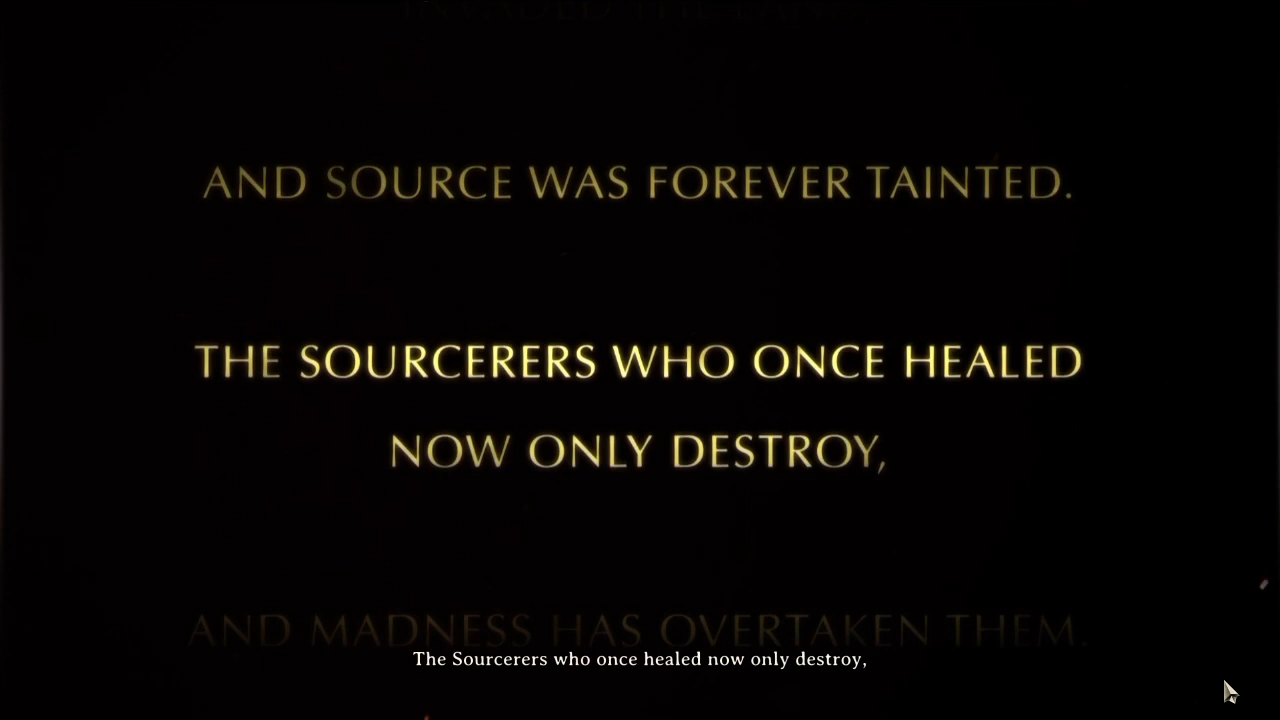 AND SOURCE WAS FOREVER TAINTED.
THE SOURCERERS WHO ONCE HEALED
NOW ONLY DESTROY,
AND MADNESS HAS OVERTAKEN THEM.
The Sourcerers who once healed now only destroy,